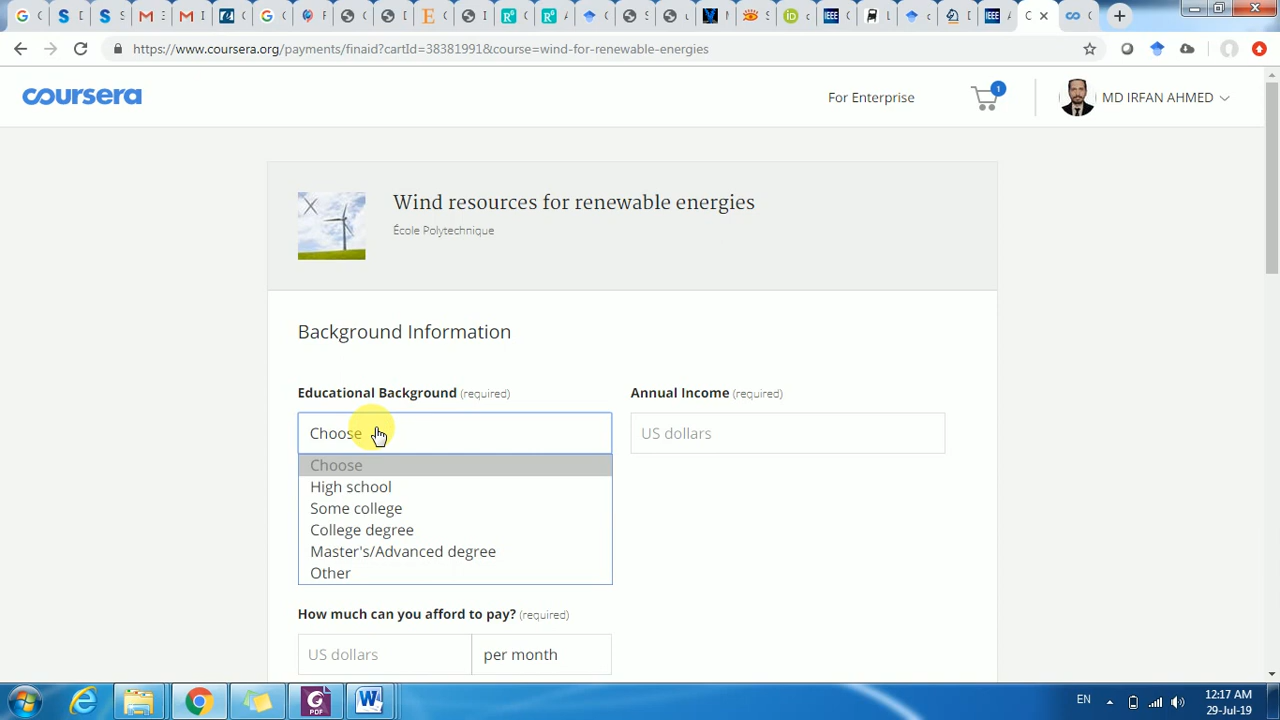 https://www.coursera.org/payments/finaid?cartId=38381991&course=wind-for-renewable-energies
coursera
For Enterprise
1
MD IRFAN AHMED
Wind resources for renewable energies
École Polytechnique
Background Information
Educational Background (required)
Annual Income (required)
Choose
US dollars
Choose
High school
Some college
College degree
Master's/Advanced degree
Other
How much can you afford to pay? (required)
US dollars
per month
EN
12:17 AM
29-Jul-19